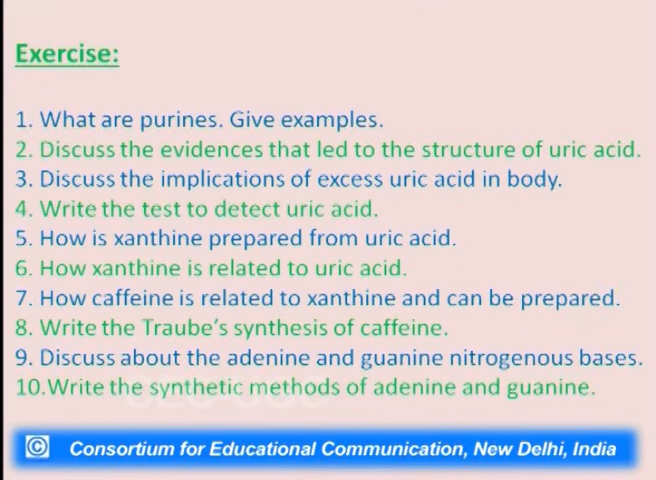 Exercise:
1. What are purines. Give examples.
2. Discuss the evidences that led to the structure of uric acid.
3. Discuss the implications of excess uric acid in body.
4. Write the test to detect uric acid.
5. How is xanthine prepared from uric acid.
6. How xanthine is related to uric acid.
7. How caffeine is related to xanthine and can be prepared.
8. Write the Traube's synthesis of caffeine.
9. Discuss about the adenine and guanine nitrogenous bases.
10.Write the synthetic methods of adenine and guanine.
© Consortium for Educational Communication, New Delhi, India